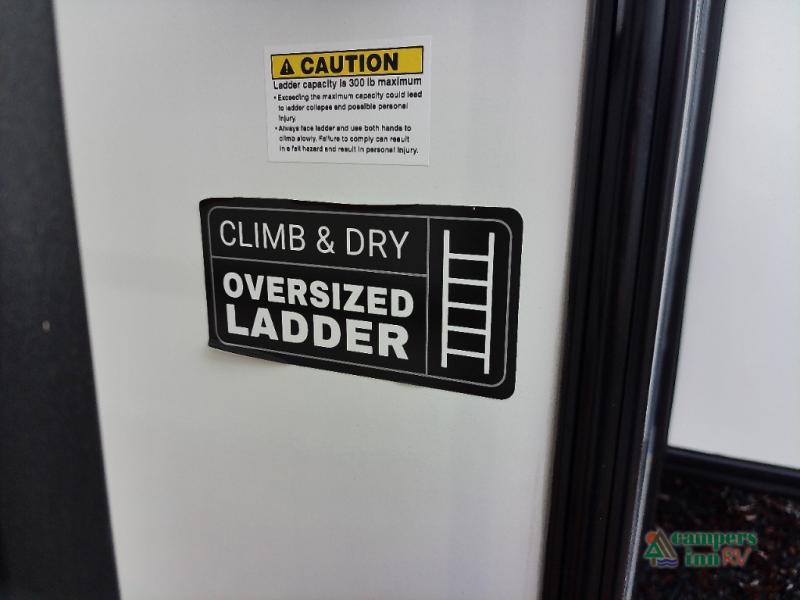 CAUTION
Ladder capacity is 300 lb maximum
• Exceeding the maximum capacity could lead
to ladder collapse and possible personal
injury.
• Always face ladder and use both hands to
climb slowly. Failure to comply can result
in a fall hazard and result in personal injury.
CLIMB & DRY
OVERSIZED
LADDER
campers
inn RV